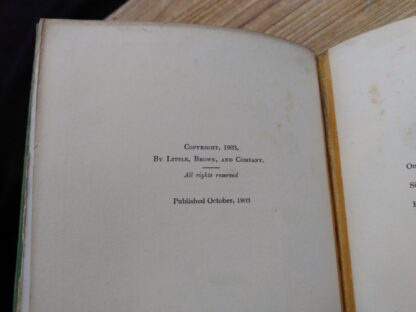 COPYRIGHT, 1903,
BY LITTLE, BROWN, AND COMPANY.
All rights reserved
Published October, 1903